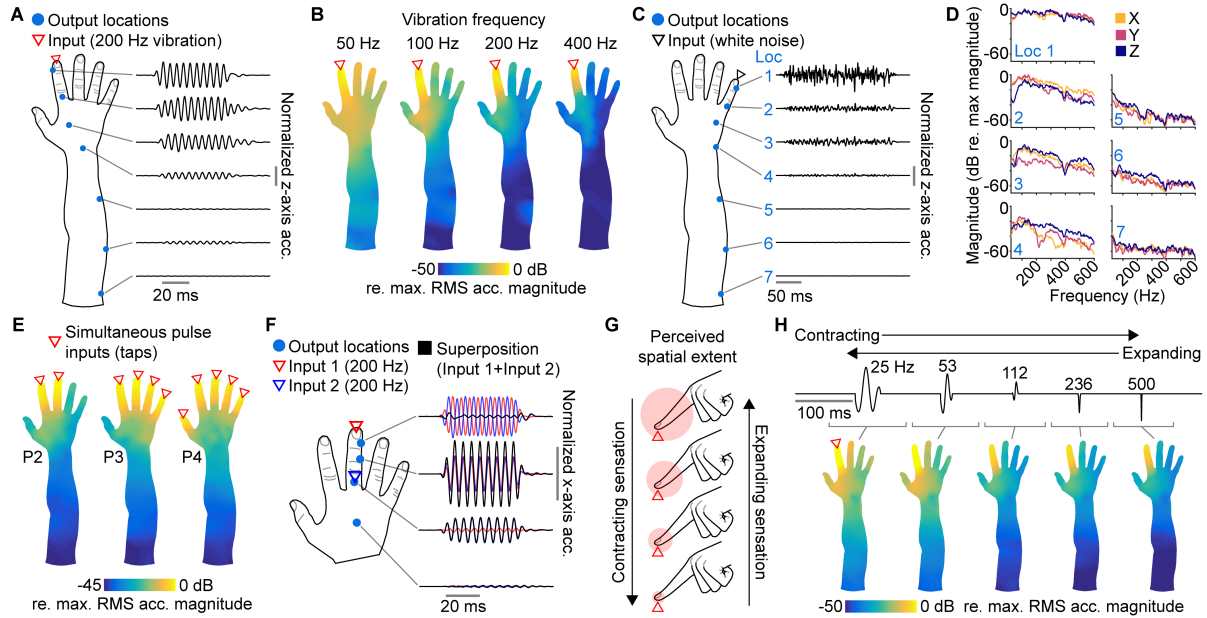 A
Output locations
Input (200 Hz vibration)
Normalized z-axis acc.
20 ms
B
Vibration frequency
50 Hz 100 Hz 200 Hz 400 Hz
-50 0 dB
re. max. RMS acc. magnitude
C
Output locations
Input (white noise)
Loc
1
2
3
4
5
6
7
Normalized z-axis acc.
50 ms
D
Magnitude (dB re. max magnitude)
0
-60
Loc 1
X
Y
Z
0
-60
2
5
0
-60
3
6
0
-60
4
7
200 400 600 200 400 600
Frequency (Hz)
E
Simultaneous pulse
inputs (taps)
P2 P3 P4
-45 0 dB
re. max. RMS acc. magnitude
F
Output locations
Input 1 (200 Hz)
Input 2 (200 Hz)
Superposition
(Input 1+Input 2)
Normalized x-axis acc.
20 ms
G
Perceived
spatial extent
Contracting sensation
Expanding sensation
H
Contracting
Expanding
25 Hz 53 112 236 500
100 ms
-50 0 dB re. max. RMS acc. magnitude